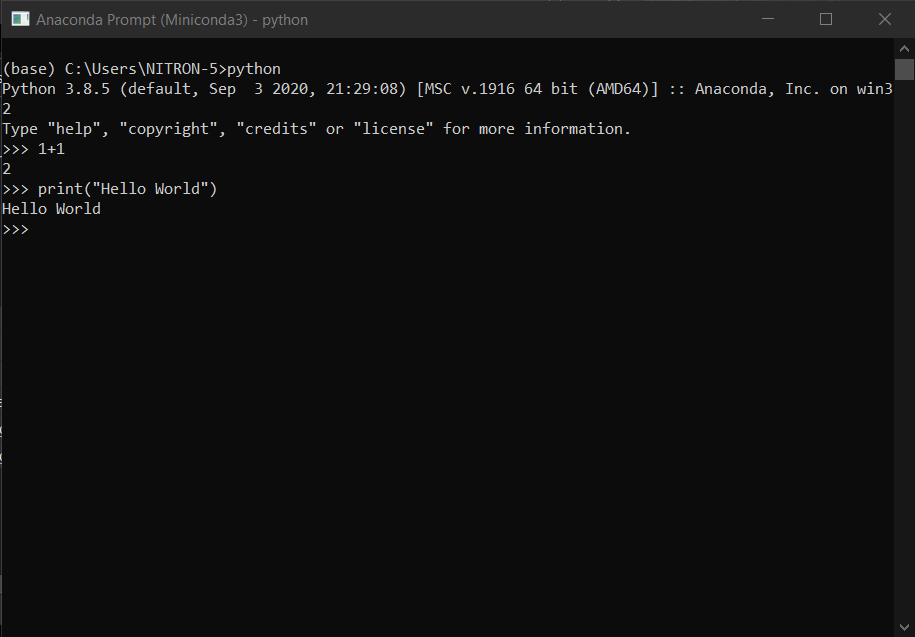 Anaconda Prompt (Miniconda3) - python
(base) C:\Users\NITRON-5>python
Python 3.8.5 (default, Sep  3 2020, 21:29:08) [MSC v.1916 64 bit (AMD64)] :: Anaconda, Inc. on win3
2
Type "help", "copyright", "credits" or "license" for more information.
>>> 1+1
2
>>> print("Hello World")
Hello World
>>>